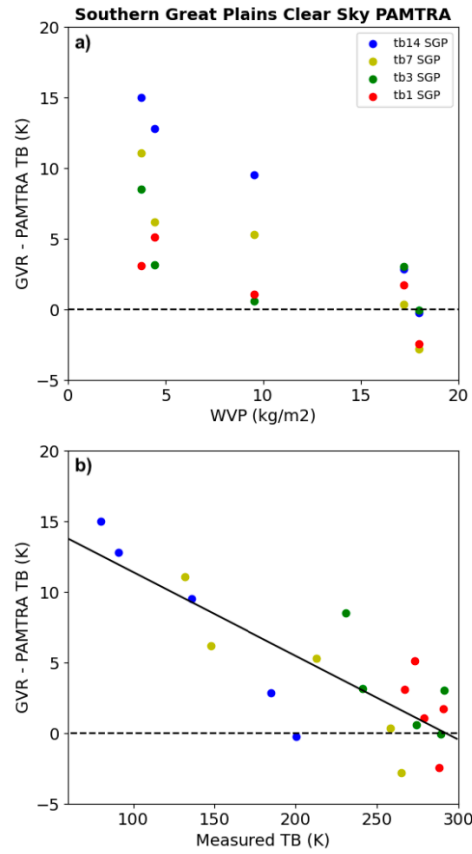 Southern Great Plains Clear Sky PAMTRA
a)
tb14 SGP
tb7 SGP
tb3 SGP
tb1 SGP
GVR - PAMTRA TB (K)
20
15
10
5
0
−5
0 5 10 15 20
WVP (kg/m2)
b)
GVR - PAMTRA TB (K)
20
15
10
5
0
−5
100 150 200 250 300
Measured TB (K)